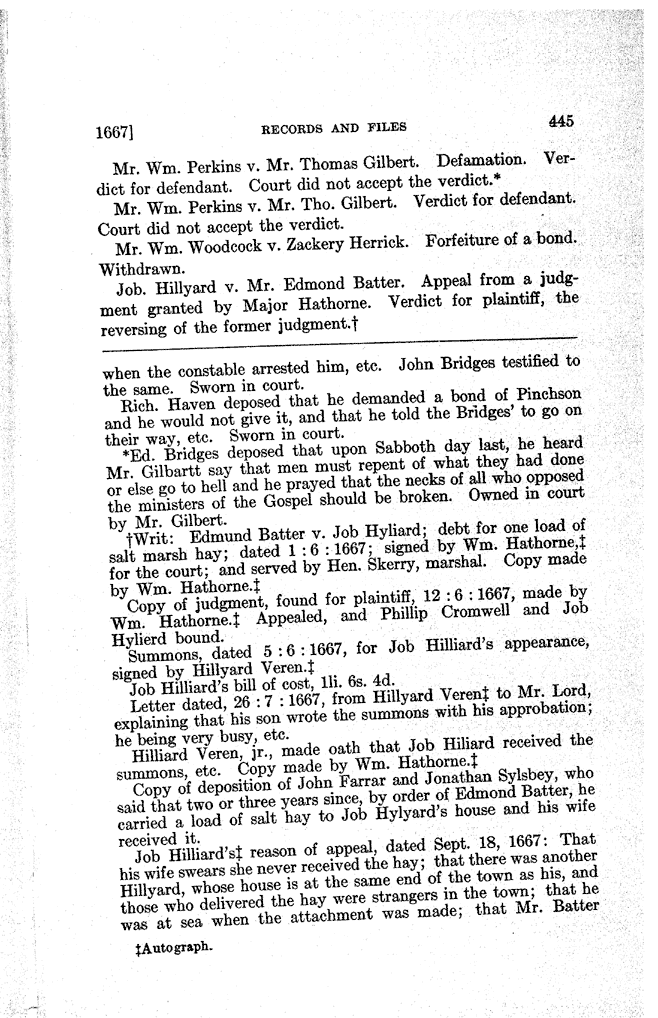 1667] RECORDS AND FILES 445
Mr. Wm. Perkins v. Mr. Thomas Gilbert. Defamation. Ver-
dict for defendant. Court did not accept the verdict.*
Mr. Wm. Perkins v. Mr. Tho. Gilbert. Verdict for defendant.
Court did not accept the verdict.
Mr. Wm. Woodcock v. Zackery Herrick. Forfeiture of a bond.
Withdrawn.
Job. Hillyard v. Mr. Edmond Batter. Appeal from a judg-
ment granted by Major Hathorne. Verdict for plaintiff, the
reversing of the former judgment.†
when the constable arrested him, etc. John Bridges testified to
the same. Sworn in court.
Rich. Haven deposed that he demanded a bond of Pinchson
and he would not give it, and that he told the Bridges' to go on
their way, etc. Sworn in court.
*Ed. Bridges deposed that upon Sabboth day last, he heard
Mr. Gilbartt say that men must repent of what they had done
or else go to hell and he prayed that the necks of all who opposed
the ministers of the Gospel should be broken. Owned in court
by Mr. Gilbert.
†Writ: Edmund Batter v. Job Hyliard; debt for one load of
salt marsh hay; dated 1 : 6 : 1667; signed by Wm. Hathorne,‡
for the court; and served by Hen. Skerry, marshal. Copy made
by Wm. Hathorne.‡
Copy of judgment, found for plaintiff, 12 : 6 : 1667, made by
Wm. Hathorne.‡ Appealed, and Phillip Cromwell and Job
Hylierd bound.
Summons, dated 5 : 6 : 1667, for Job Hilliard's appearance,
signed by Hillyard Veren.‡
Job Hilliard's bill of cost, 1li. 6s. 4d.
Letter dated, 26 : 7 : 1667, from Hillyard Veren‡ to Mr. Lord,
explaining that his son wrote the summons with his approbation;
he being very busy, etc.
Hilliard Veren, jr., made oath that Job Hiliard received the
summons, etc. Copy made by Wm. Hathorne.‡
Copy of deposition of John Farrar and Jonathan Sylsbey, who
said that two or three years since, by order of Edmond Batter, he
carried a load of salt hay to Job Hylyard's house and his wife
received it.
Job Hilliard's‡ reason of appeal, dated Sept. 18, 1667: That
his wife swears she never received the hay; that there was another
Hillyard, whose house is at the same end of the town as his, and
those who delivered the hay were strangers in the town; that he
was at sea when the attachment was made; that Mr. Batter
‡Autograph.